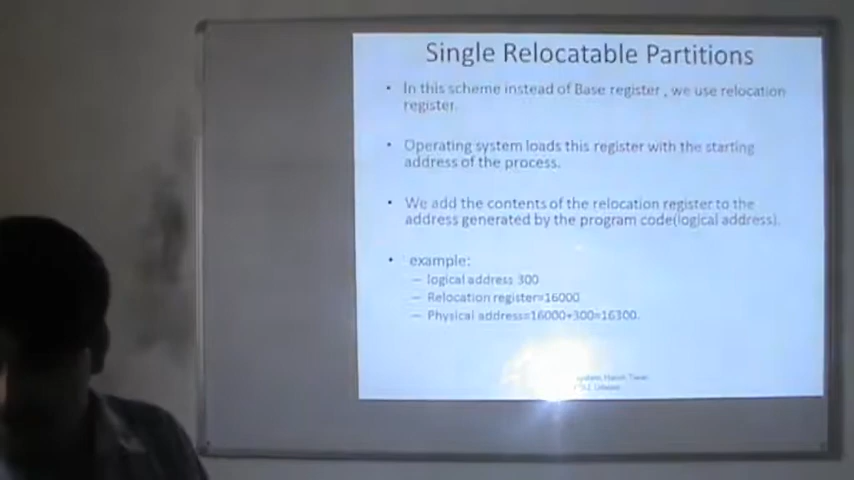 Single Relocatable Partitions
• In this scheme instead of Base register , we use relocation
register.
• Operating system loads this register with the starting
address of the process.
• We add the contents of the relocation register to the
address generated by the program code(logical address).
• example:
– logical address 300
– Relocation register=16000
– Physical address=16000+300=16300.